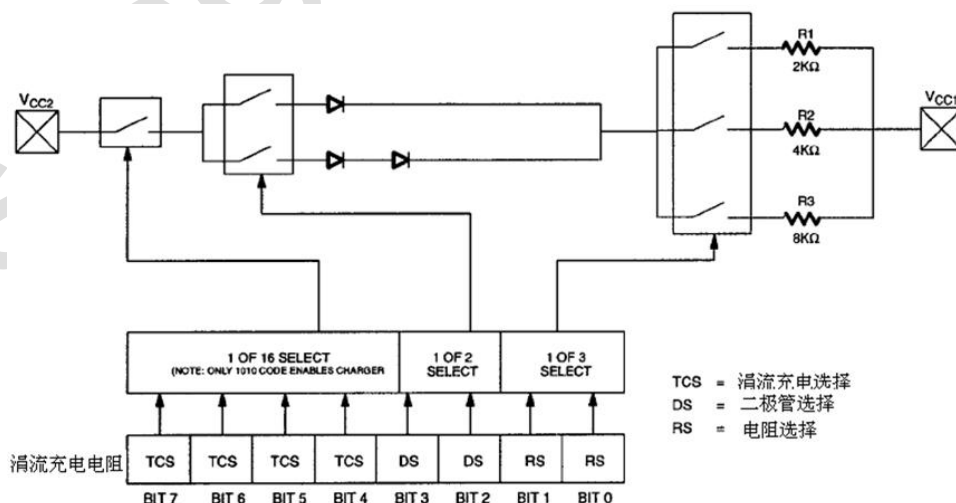 R1
2KΩ
VCC2
VCC1
R2
4KΩ
R3
8KΩ
1 OF 16 SELECT
(NOTE: ONLY 1010 CODE ENABLES CHARGER
1 OF 2
SELECT
1 OF 3
SELECT
TCS = 涓流充电选择
DS = 二极管选择
RS = 电阻选择
涓流充电电阻 TCS TCS TCS TCS DS DS RS RS
BIT 7 BIT 6 BIT 5 BIT 4 BIT 3 BIT 2 BIT 1 BIT 0